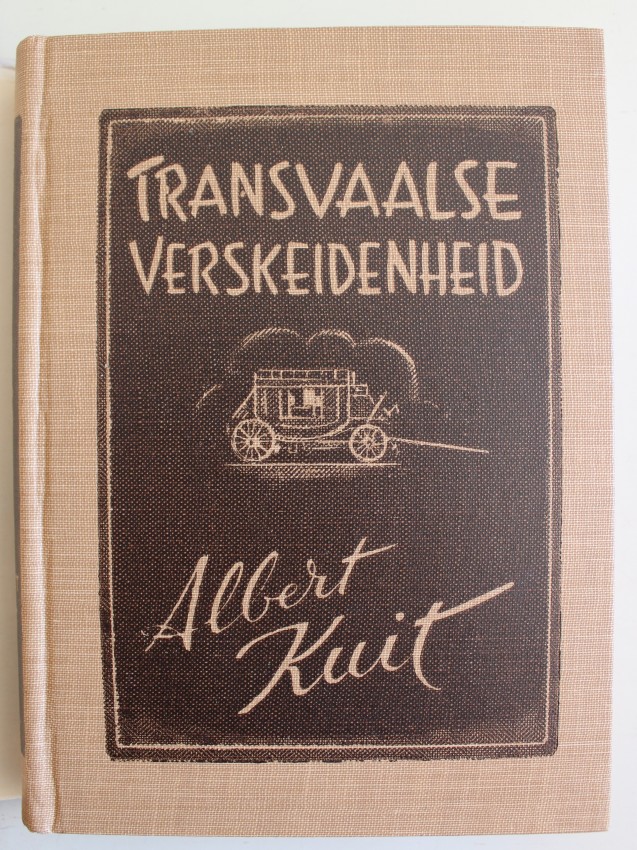 TRANSVAALSE
VERSKEIDENHEID
Albert
Kuit